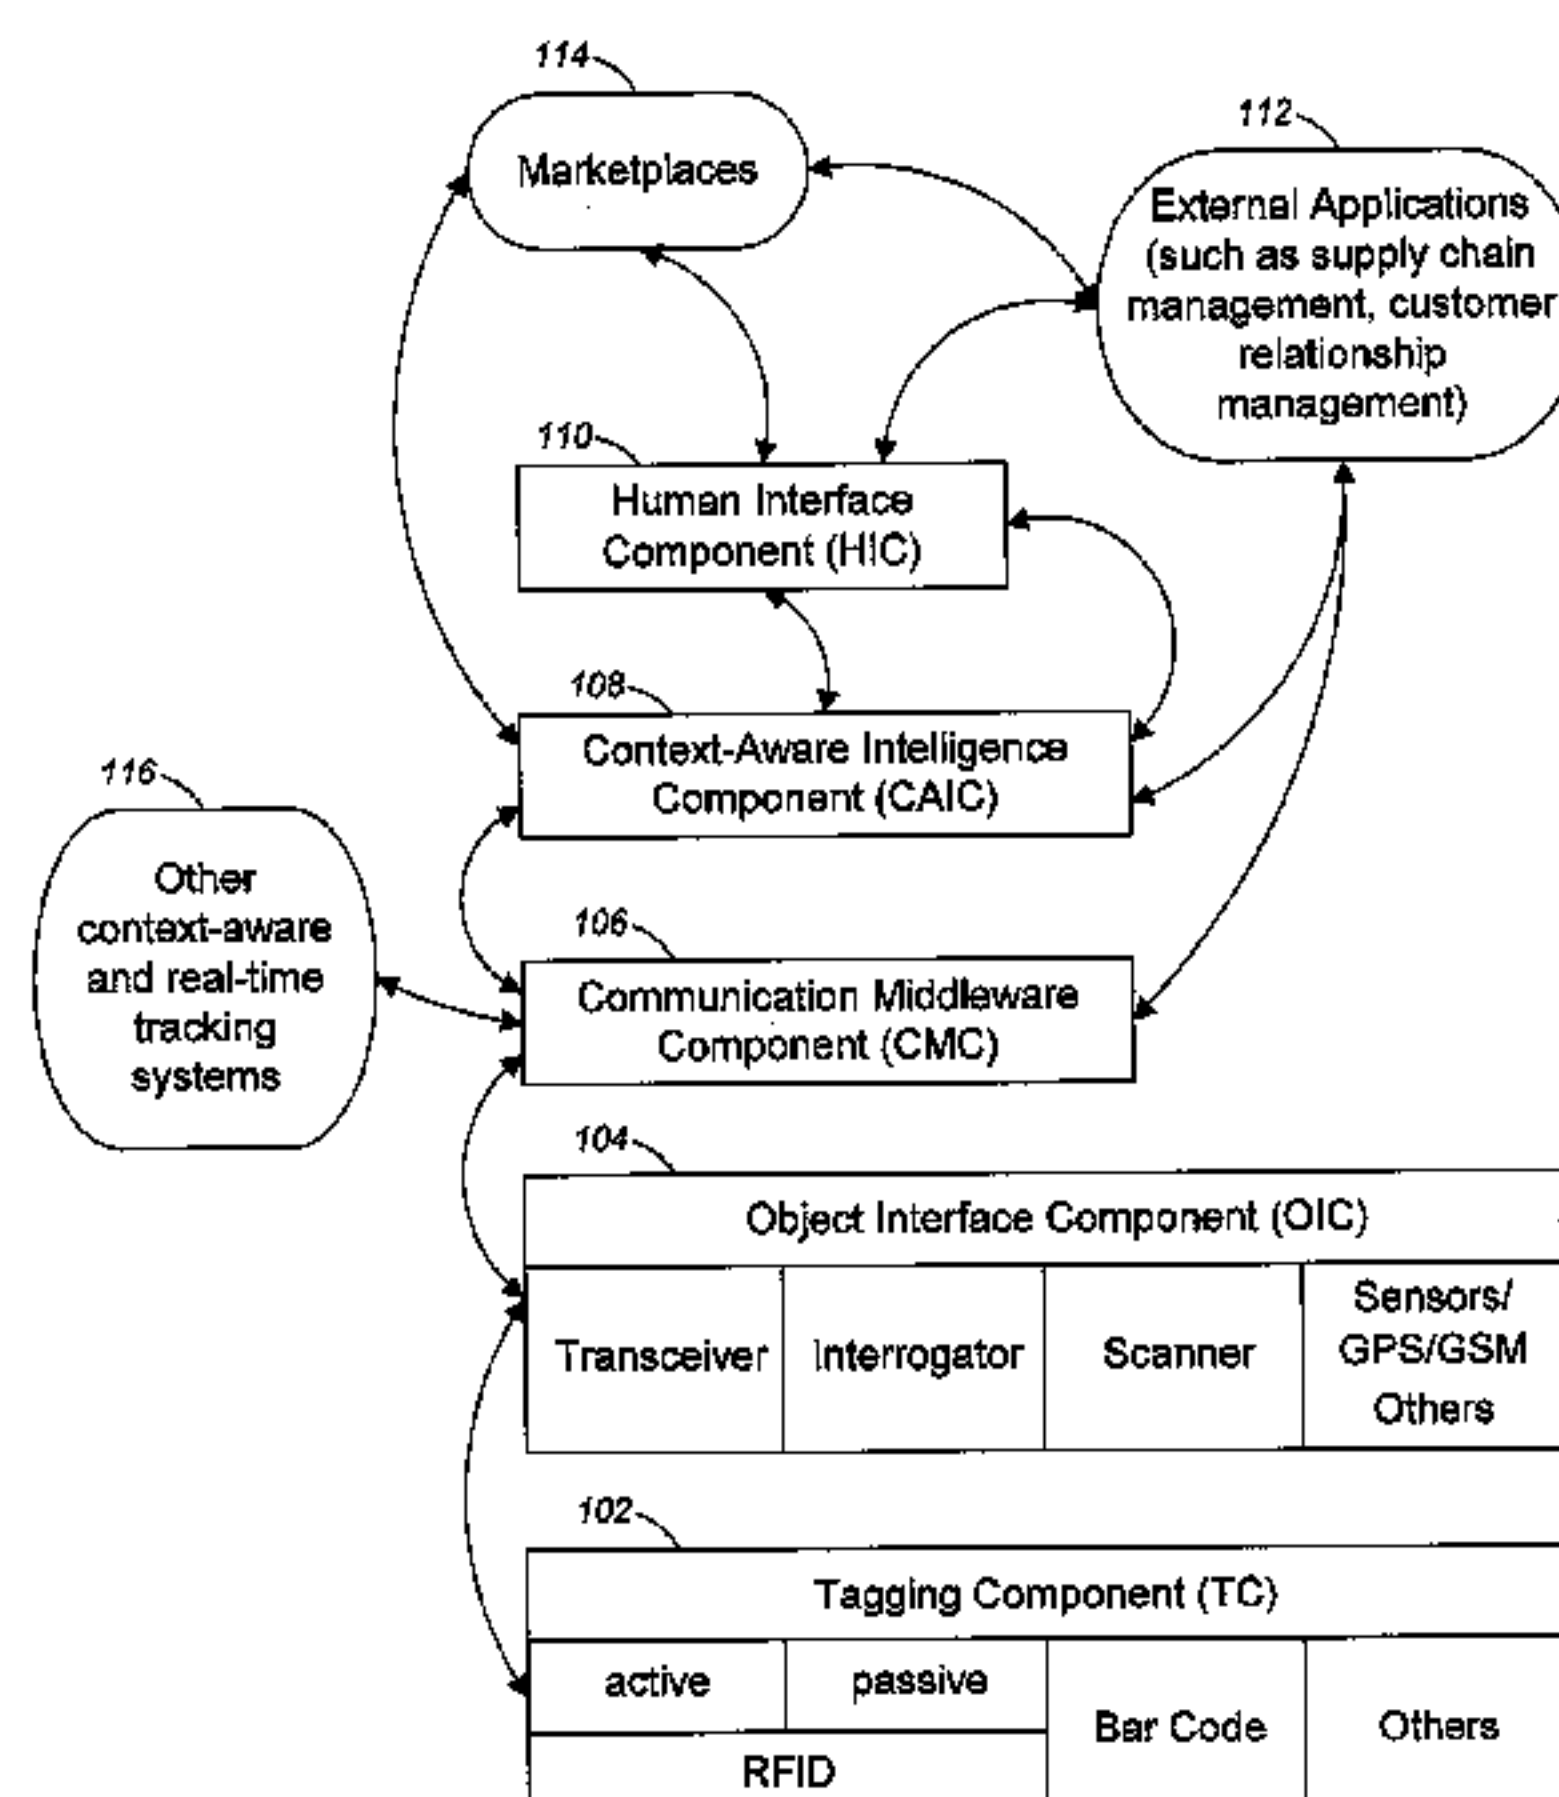 114
Marketplaces
112
External Applications
(such as supply chain
management, customer
relationship
management)
110
Human Interface
Component (HIC)
108
Context-Aware Intelligence
Component (CAIC)
116
Other
context-aware
and real-time
tracking
systems
106
Communication Middleware
Component (CMC)
104
Object Interface Component (OIC)
Transceiver
Interrogator
Scanner
Sensors/
GPS/GSM
Others
102
Tagging Component (TC)
active
passive
RFID
Bar Code
Others